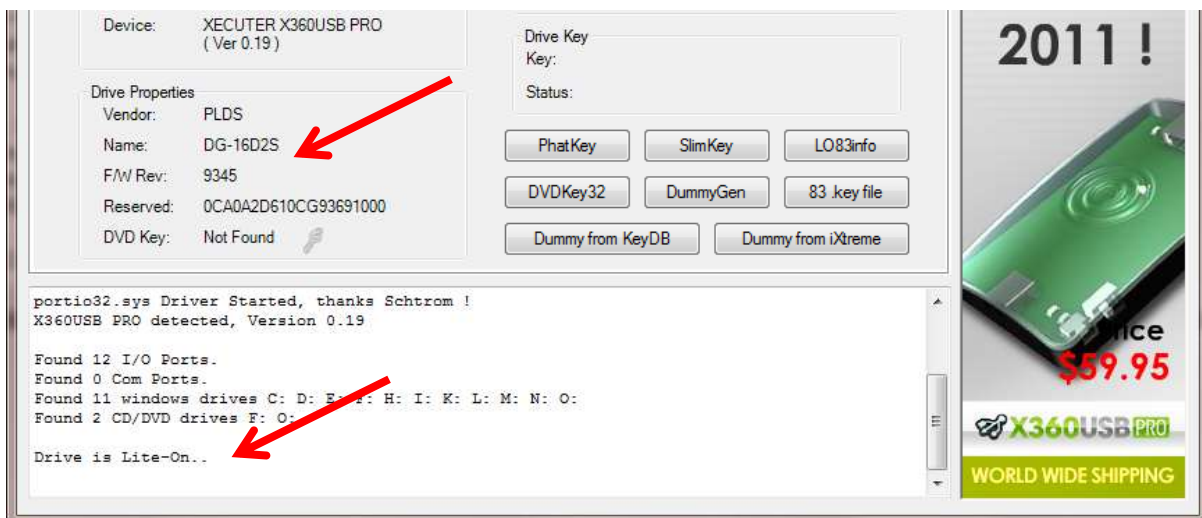 Device: XECUTER X360USB PRO
( Ver 0.19 )
Drive Properties
Vendor: PLDS
Name: DG-16D2S
F/W Rev: 9345
Reserved: 0CA0A2D610CG93691000
DVD Key: Not Found
Drive Key
Key:
Status:
PhatKey SlimKey LO83info
DVDKey32 DummyGen 83 .key file
Dummy from KeyDB Dummy from iXtreme
portio32.sys Driver Started, thanks Schtrom !
X360USB PRO detected, Version 0.19
Found 12 I/O Ports.
Found 0 Com Ports.
Found 11 windows drives C: D: E: F: H: I: K: L: M: N: O:
Found 2 CD/DVD drives F: O:
Drive is Lite-On..
2011 !
$59.95
X360USB PRO
WORLD WIDE SHIPPING